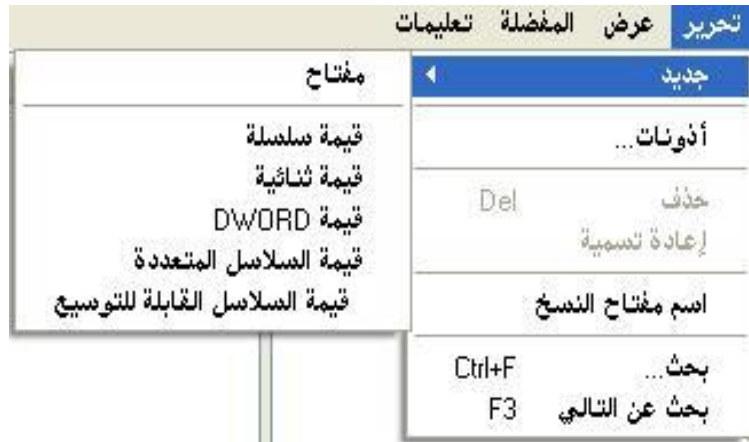 تحرير عرض المفضلة تعليمات
جديد
أذونات...
حذف Del
إعادة تسمية
اسم مفتاح النسخ
بحث... Ctrl+F
بحث عن التالي F3
مفتاح
قيمة سلسلة
قيمة ثنائية
قيمة DWORD
قيمة السلاسل المتعددة
قيمة السلاسل القابلة للتوسيع